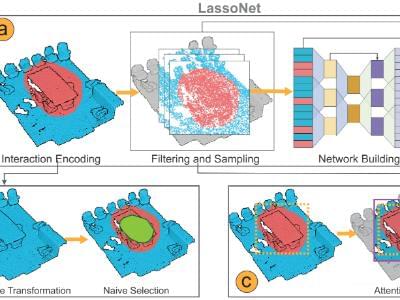 LassoNet
a
Interaction Encoding
Filtering and Sampling
Network Building
e Transformation
Naive Selection
C
Attenti